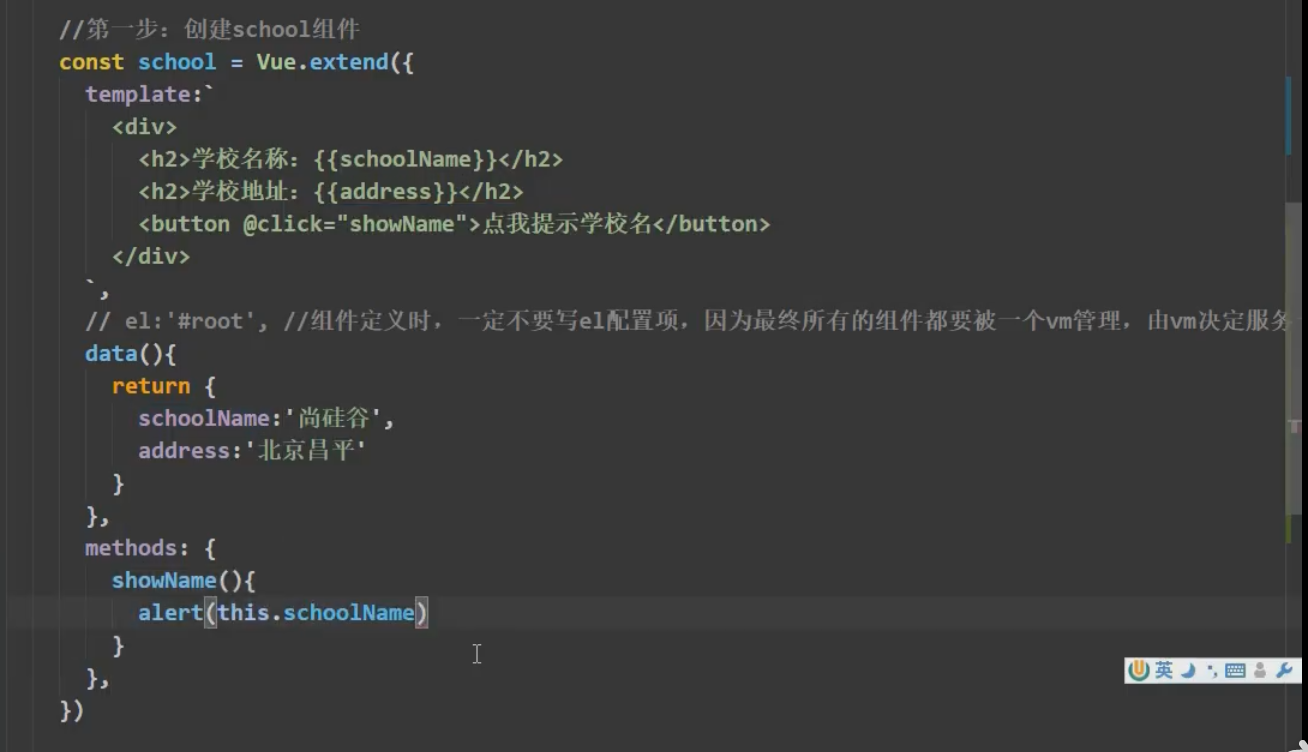 //第一步：创建school组件
const school = Vue.extend({
template:`
<div>
<h2>学校名称：{{schoolName}}</h2>
<h2>学校地址：{{address}}</h2>
<button @click="showName">点我提示学校名</button>
</div>
`,
// el:'#root', //组件定义时，一定不要写el配置项，因为最终所有的组件都要被一个vm管理，由vm决定服务
data(){
return {
schoolName:'尚硅谷',
address:'北京昌平'
}
},
methods: {
showName(){
alert(this.schoolName)
}
},
})
英